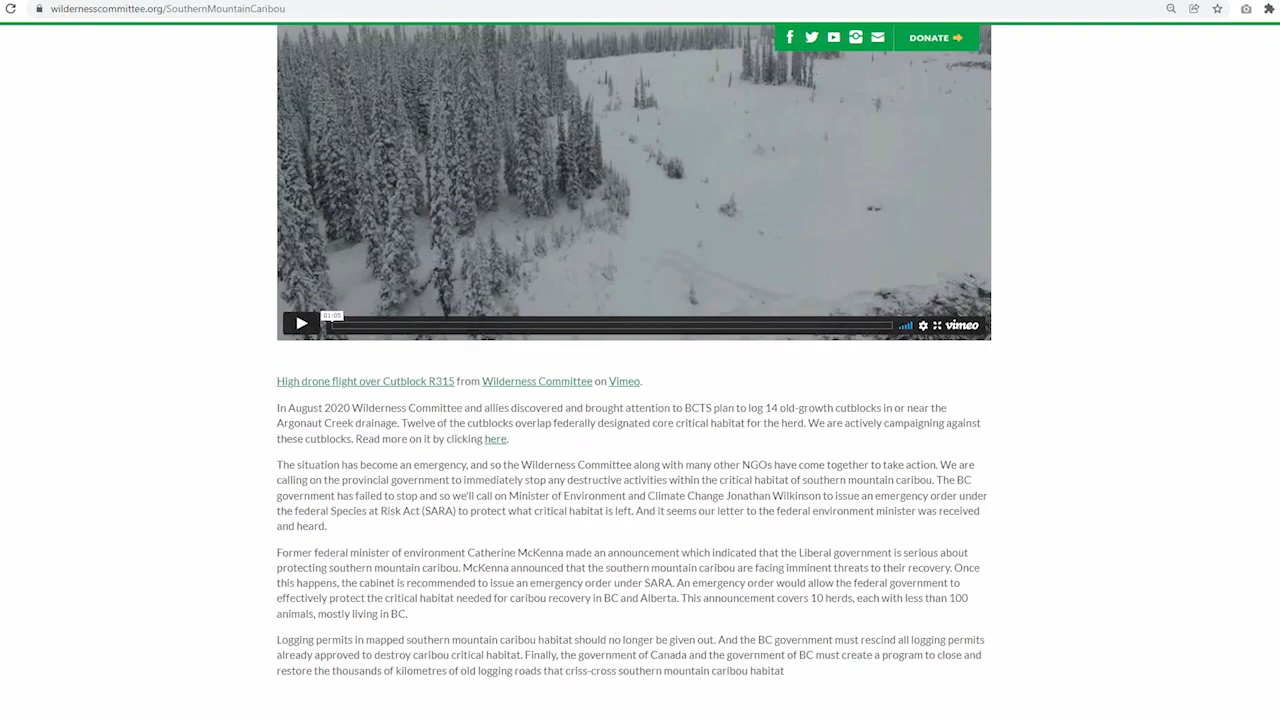 wildernesscommittee.org/SouthernMountainCaribou
DONATE
01:05
vimeo
High drone flight over Cutblock R315 from Wilderness Committee on Vimeo.
In August 2020 Wilderness Committee and allies discovered and brought attention to BCTS plan to log 14 old-growth cutblocks in or near the
Argonaut Creek drainage. Twelve of the cutblocks overlap federally designated core critical habitat for the herd. We are actively campaigning against
these cutblocks. Read more on it by clicking here.
The situation has become an emergency, and so the Wilderness Committee along with many other NGOs have come together to take action. We are
calling on the provincial government to immediately stop any destructive activities within the critical habitat of southern mountain caribou. The BC
government has failed to stop and so we'll call on Minister of Environment and Climate Change Jonathan Wilkinson to issue an emergency order under
the federal Species at Risk Act (SARA) to protect what critical habitat is left. And it seems our letter to the federal environment minister was received
and heard.
Former federal minister of environment Catherine McKenna made an announcement which indicated that the Liberal government is serious about
protecting southern mountain caribou. McKenna announced that the southern mountain caribou are facing imminent threats to their recovery. Once
this happens, the cabinet is recommended to issue an emergency order under SARA. An emergency order would allow the federal government to
effectively protect the critical habitat needed for caribou recovery in BC and Alberta. This announcement covers 10 herds, each with less than 100
animals, mostly living in BC.
Logging permits in mapped southern mountain caribou habitat should no longer be given out. And the BC government must rescind all logging permits
already approved to destroy caribou critical habitat. Finally, the government of Canada and the government of BC must create a program to close and
restore the thousands of kilometres of old logging roads that criss-cross southern mountain caribou habitat